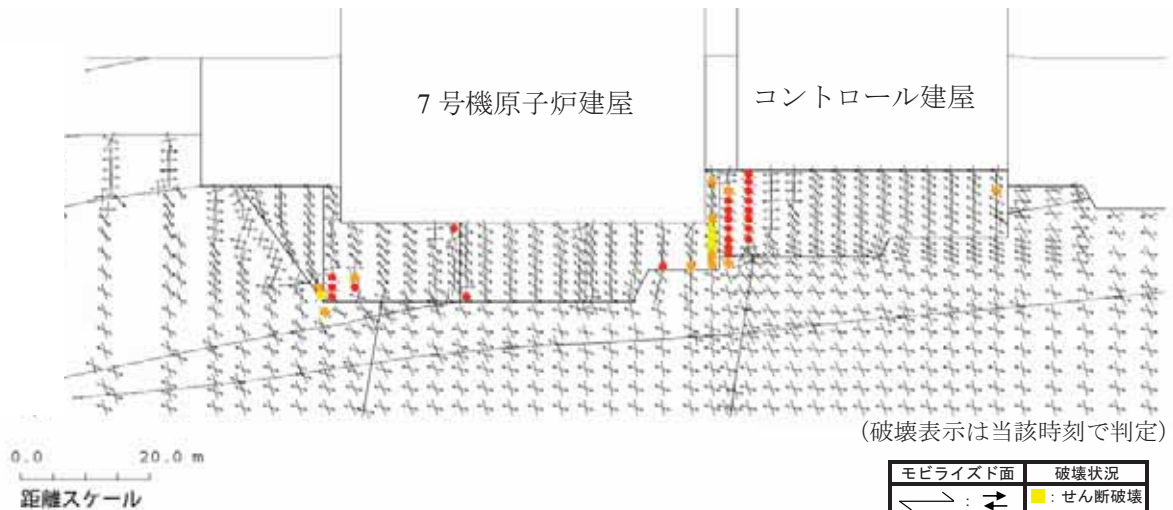 7 号機原子炉建屋
コントロール建屋
(破壊表示は当該時刻で判定)
0.0 20.0 m
距離スケール
モビライズド面 破壊状況
: : せん断破壊